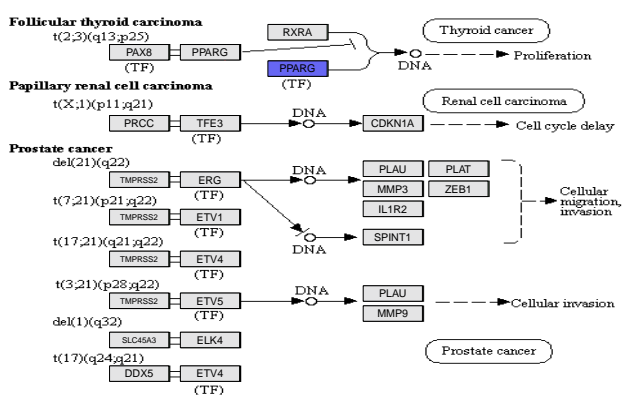 Follicular thyroid carcinoma
t(2;3)(q13;p25)
RXRA
Thyroid cancer
PAX8
PPARG
(TF)
DNA
Proliferation
PPARG
(TF)
Papillary renal cell carcinoma
t(X;1)(p11;q21)
Renal cell carcinoma
PRCC
TFE3
(TF)
DNA
CDKN1A
Cell cycle delay
Prostate cancer
del(21)(q22)
TMPRSS2
ERG
(TF)
DNA
PLAU
PLAT
MMP3
ZEB1
IL1R2
Cellular
migration,
invasion
t(7;21)(p21;q22)
TMPRSS2
ETV1
(TF)
DNA
SPINT1
t(17;21)(q21;q22)
TMPRSS2
ETV4
(TF)
t(3;21)(p28;q22)
TMPRSS2
ETV5
(TF)
DNA
PLAU
MMP9
Cellular invasion
del(1)(q32)
SLC45A3
ELK4
Prostate cancer
t(17)(q24;q21)
DDX5
ETV4
(TF)